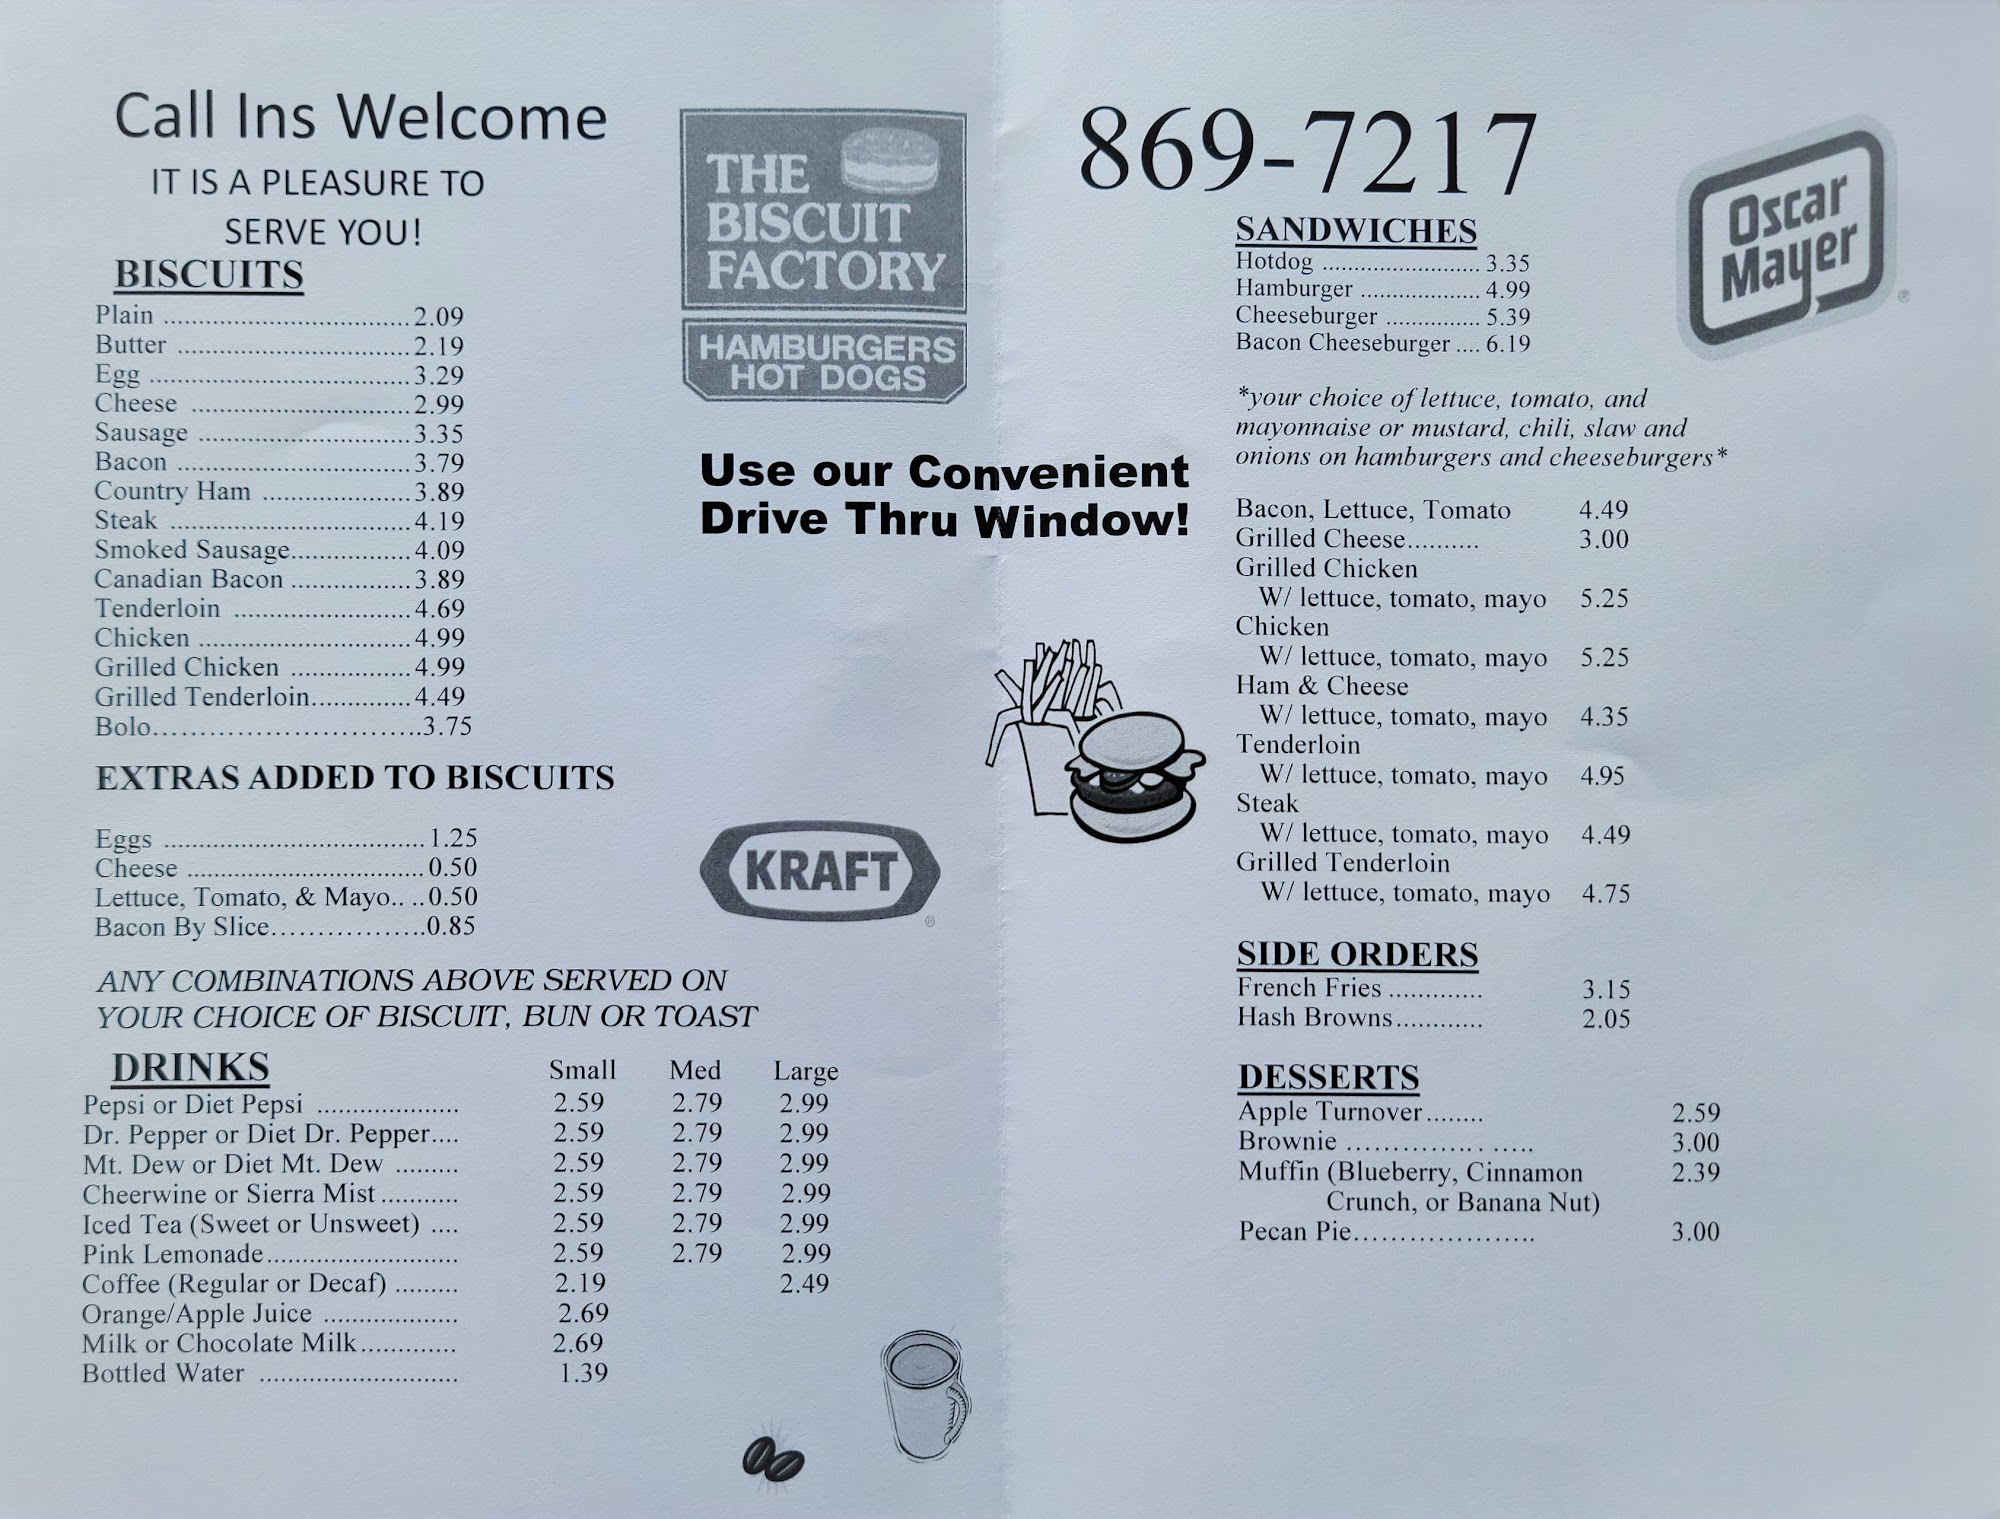 Call Ins Welcome
IT IS A PLEASURE TO
SERVE YOU!
BISCUITS
Plain ................................. 2.09
Butter ............................... 2.19
Egg ................................... 3.29
Cheese ............................. 2.99
Sausage ............................ 3.35
Bacon ............................... 3.79
Country Ham .................... 3.89
Steak ................................ 4.19
Smoked Sausage................ 4.09
Canadian Bacon ................ 3.89
Tenderloin ........................ 4.69
Chicken ............................ 4.99
Grilled Chicken ................ 4.99
Grilled Tenderloin............. 4.49
Bolo……………………….3.75
EXTRAS ADDED TO BISCUITS
Eggs ................................... 1.25
Cheese ................................ 0.50
Lettuce, Tomato, & Mayo.. ..0.50
Bacon By Slice……………..0.85
ANY COMBINATIONS ABOVE SERVED ON
YOUR CHOICE OF BISCUIT, BUN OR TOAST
DRINKS Small Med Large
Pepsi or Diet Pepsi ..................... 2.59 2.79 2.99
Dr. Pepper or Diet Dr. Pepper.... 2.59 2.79 2.99
Mt. Dew or Diet Mt. Dew ......... 2.59 2.79 2.99
Cheerwine or Sierra Mist ........... 2.59 2.79 2.99
Iced Tea (Sweet or Unsweet) .... 2.59 2.79 2.99
Pink Lemonade............................ 2.59 2.79 2.99
Coffee (Regular or Decaf) ......... 2.19 2.49
Orange/Apple Juice .................... 2.69
Milk or Chocolate Milk.............. 2.69
Bottled Water ............................. 1.39
THE
BISCUIT
FACTORY
HAMBURGERS
HOT DOGS
Use our Convenient
Drive Thru Window!
KRAFT
®
869-7217
Oscar
Mayer
®
SANDWICHES
Hotdog .......................... 3.35
Hamburger .................... 4.99
Cheeseburger ................ 5.39
Bacon Cheeseburger .... 6.19
*your choice of lettuce, tomato, and
mayonnaise or mustard, chili, slaw and
onions on hamburgers and cheeseburgers*
Bacon, Lettuce, Tomato 4.49
Grilled Cheese.......... 3.00
Grilled Chicken
W/ lettuce, tomato, mayo 5.25
Chicken
W/ lettuce, tomato, mayo 5.25
Ham & Cheese
W/ lettuce, tomato, mayo 4.35
Tenderloin
W/ lettuce, tomato, mayo 4.95
Steak
W/ lettuce, tomato, mayo 4.49
Grilled Tenderloin
W/ lettuce, tomato, mayo 4.75
SIDE ORDERS
French Fries ............. 3.15
Hash Browns ............ 2.05
DESSERTS
Apple Turnover........ 2.59
Brownie …………….. ….. 3.00
Muffin (Blueberry, Cinnamon 2.39
Crunch, or Banana Nut)
Pecan Pie…………………. 3.00